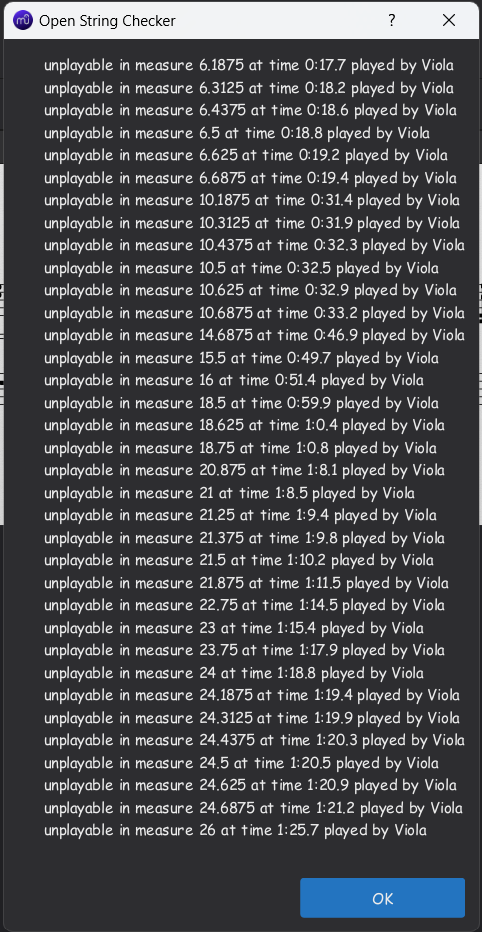 Open String Checker
unplayable in measure 6.1875 at time 0:17.7 played by Viola
unplayable in measure 6.3125 at time 0:18.2 played by Viola
unplayable in measure 6.4375 at time 0:18.6 played by Viola
unplayable in measure 6.5 at time 0:18.8 played by Viola
unplayable in measure 6.625 at time 0:19.2 played by Viola
unplayable in measure 6.6875 at time 0:19.4 played by Viola
unplayable in measure 10.1875 at time 0:31.4 played by Viola
unplayable in measure 10.3125 at time 0:31.9 played by Viola
unplayable in measure 10.4375 at time 0:32.3 played by Viola
unplayable in measure 10.5 at time 0:32.5 played by Viola
unplayable in measure 10.625 at time 0:32.9 played by Viola
unplayable in measure 10.6875 at time 0:33.2 played by Viola
unplayable in measure 14.6875 at time 0:46.9 played by Viola
unplayable in measure 15.5 at time 0:49.7 played by Viola
unplayable in measure 16 at time 0:51.4 played by Viola
unplayable in measure 18.5 at time 0:59.9 played by Viola
unplayable in measure 18.625 at time 1:0.4 played by Viola
unplayable in measure 18.75 at time 1:0.8 played by Viola
unplayable in measure 20.875 at time 1:8.1 played by Viola
unplayable in measure 21 at time 1:8.5 played by Viola
unplayable in measure 21.25 at time 1:9.4 played by Viola
unplayable in measure 21.375 at time 1:9.8 played by Viola
unplayable in measure 21.5 at time 1:10.2 played by Viola
unplayable in measure 21.875 at time 1:11.5 played by Viola
unplayable in measure 22.75 at time 1:14.5 played by Viola
unplayable in measure 23 at time 1:15.4 played by Viola
unplayable in measure 23.75 at time 1:17.9 played by Viola
unplayable in measure 24 at time 1:18.8 played by Viola
unplayable in measure 24.1875 at time 1:19.4 played by Viola
unplayable in measure 24.3125 at time 1:19.9 played by Viola
unplayable in measure 24.4375 at time 1:20.3 played by Viola
unplayable in measure 24.5 at time 1:20.5 played by Viola
unplayable in measure 24.625 at time 1:20.9 played by Viola
unplayable in measure 24.6875 at time 1:21.2 played by Viola
unplayable in measure 26 at time 1:25.7 played by Viola
OK